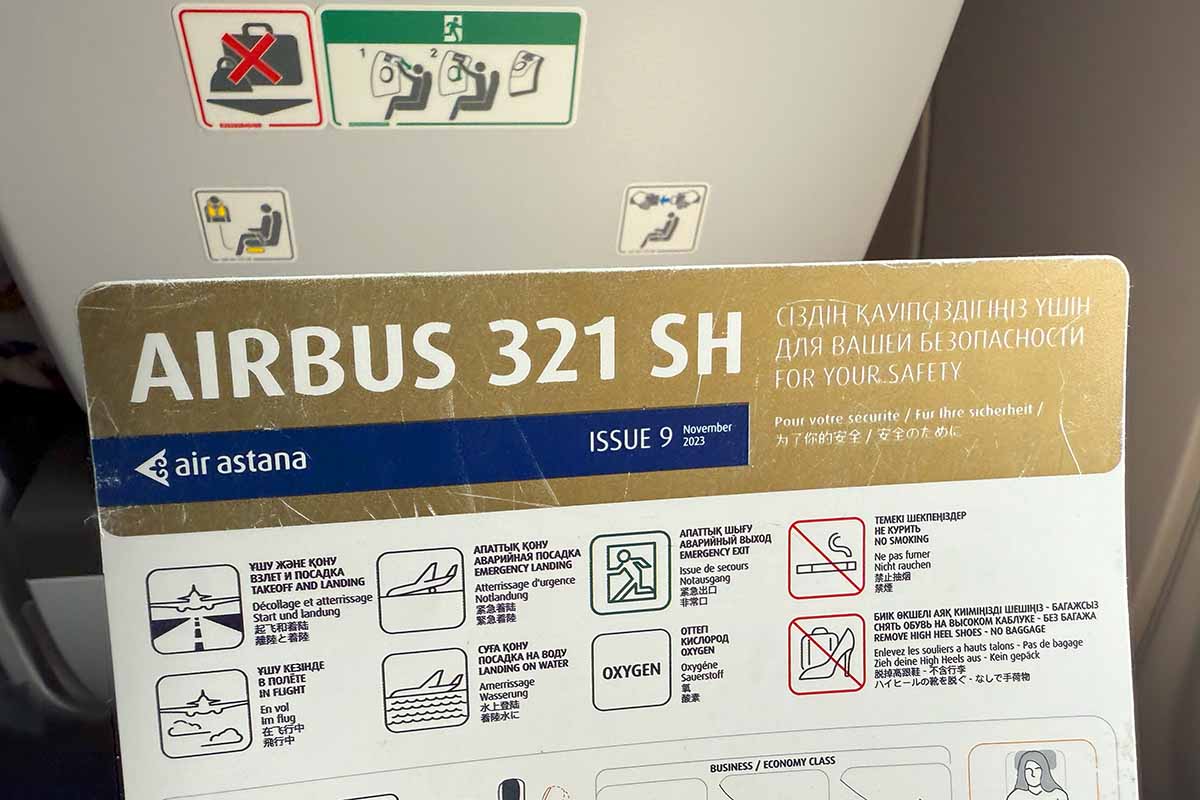 1
2
AIRBUS 321 SH
СІЗДІҢ ҚАУІПСІЗДІГІҢІЗ ҮШІН
ДЛЯ ВАШЕЙ БЕЗОПАСНОСТИ
FOR YOUR SAFETY
Pour votre sécurité / Für Ihre sicherheit /
为了你的安全 / 安全のために
ISSUE 9 November 2023
air astana
ҰШУ ЖӘНЕ ҚОНУ
ВЗЛЕТ И ПОСАДКА
TAKEOFF AND LANDING
Décollage et atterrissage
Start und landung
起飞和着陆
離陸と着陸
АПАТТЫҚ ҚОНУ
АВАРИЙНАЯ ПОСАДКА
EMERGENCY LANDING
Atterrissage d'urgence
Notlandung
紧急着陆
緊急着陸
АПАТТЫҚ ШЫҒУ
АВАРИЙНЫЙ ВЫХОД
EMERGENCY EXIT
Issue de secours
Notausgang
紧急出口
非常口
ТЕМЕКІ ШЕКПЕҢІЗДЕР
НЕ КУРИТЬ
NO SMOKING
Ne pas fumer
Nicht rauchen
禁止抽烟
禁煙
ҰШУ КЕЗІНДЕ
В ПОЛЁТЕ
IN FLIGHT
En vol
Im flug
在飞行中
飛行中
СУҒА ҚОНУ
ПОСАДКА НА ВОДУ
LANDING ON WATER
Amerrissage
Wasserung
水上登陆
着陸水に
OXYGEN
ОТТЕГІ
КИСЛОРОД
OXYGEN
Oxygéne
Sauerstoff
氧
酸素
БИІК ӨКШЕЛІ АЯҚ КИІМІҢІЗДІ ШЕШІҢІЗ - БАГАЖСЫЗ
СНЯТЬ ОБУВЬ НА ВЫСОКОМ КАБЛУКЕ - БЕЗ БАГАЖА
REMOVE HIGH HEEL SHOES - NO BAGGAGE
Enlevez les souliers a hauts talons - Pas de bagage
Zieh deine High Heels aus - Kein gepäck
脱掉高跟鞋 - 不含行李
ハイヒールの靴を脱ぐ - なしで手荷物
BUSINESS / ECONOMY CLASS